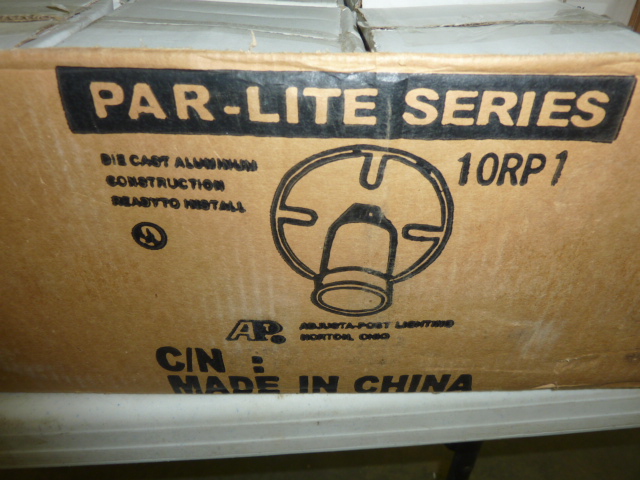 PAR-LITE SERIES
DIE CAST ALUMINUM
CONSTRUCTION
READY TO INSTALL
10RP1
AP. ADJUSTA-POST LIGHTING
NORTON, OHIO
C/N :
MADE IN CHINA